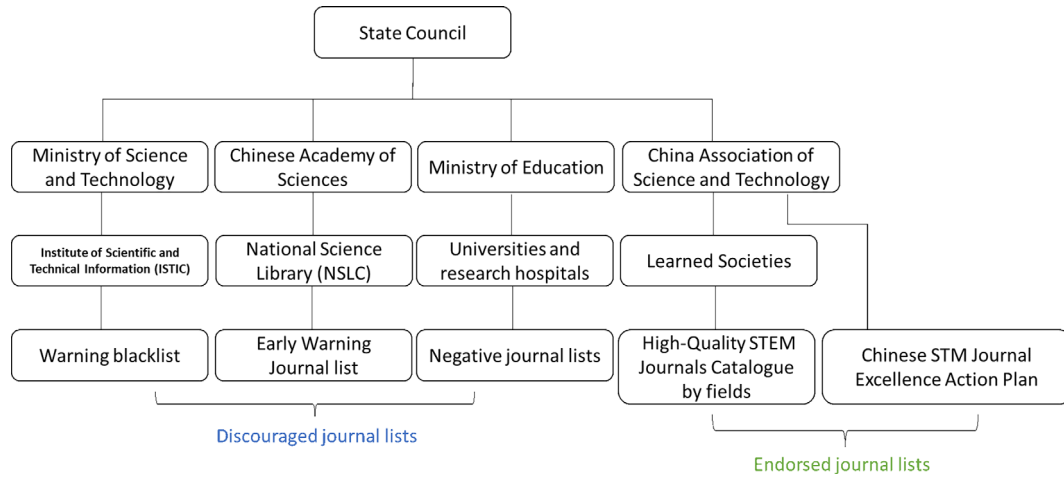 State Council
Ministry of Science
and Technology
Chinese Academy of
Sciences
Ministry of Education
China Association of
Science and Technology
Institute of Scientific and
Technical Information (ISTIC)
National Science
Library (NSLC)
Universities and
research hospitals
Learned Societies
Warning blacklist
Early Warning
Journal list
Negative journal lists
High-Quality STEM
Journals Catalogue
by fields
Chinese STM Journal
Excellence Action Plan
Discouraged journal lists
Endorsed journal lists